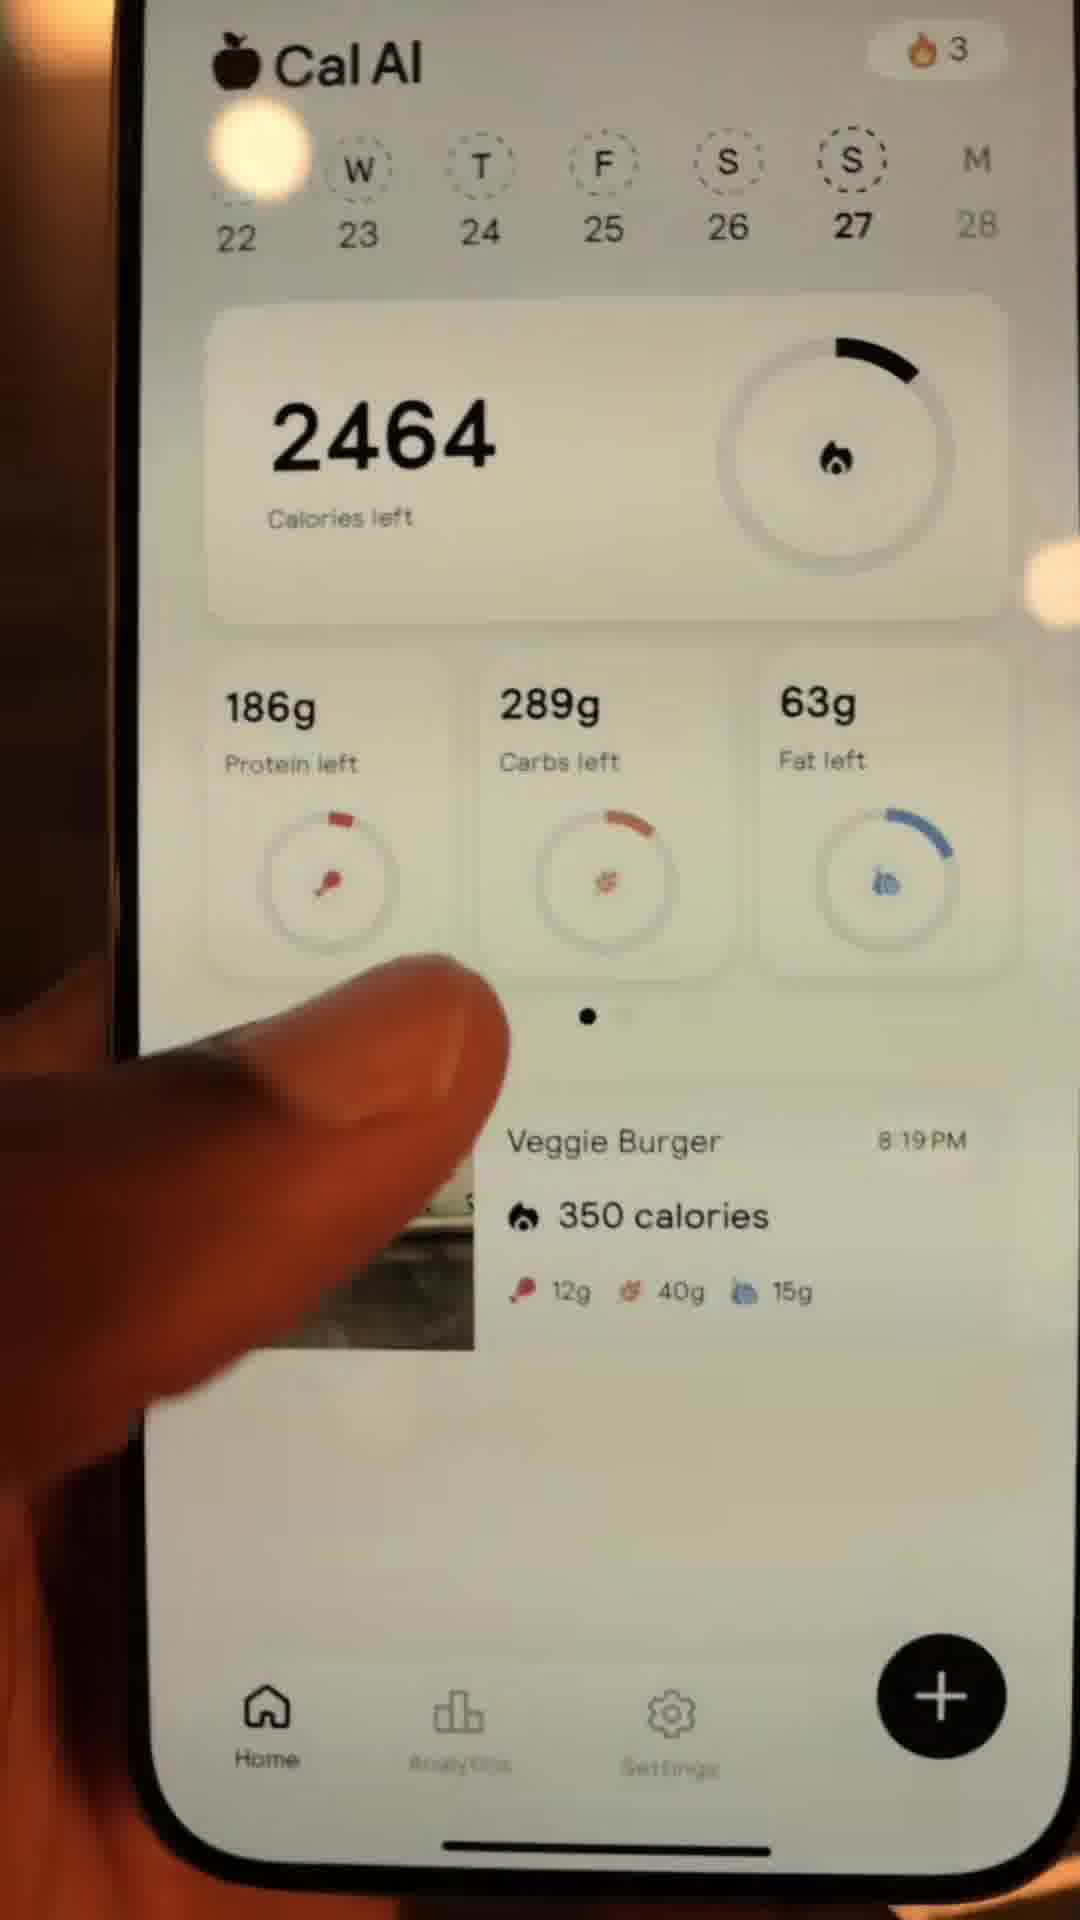 Cal AI
3
W T F S S M
22 23 24 25 26 27 28
2464
Calories left
186g
Protein left
289g
Carbs left
63g
Fat left
Veggie Burger
8:19 PM
350 calories
12g 40g 15g
Home
Analytics
Settings